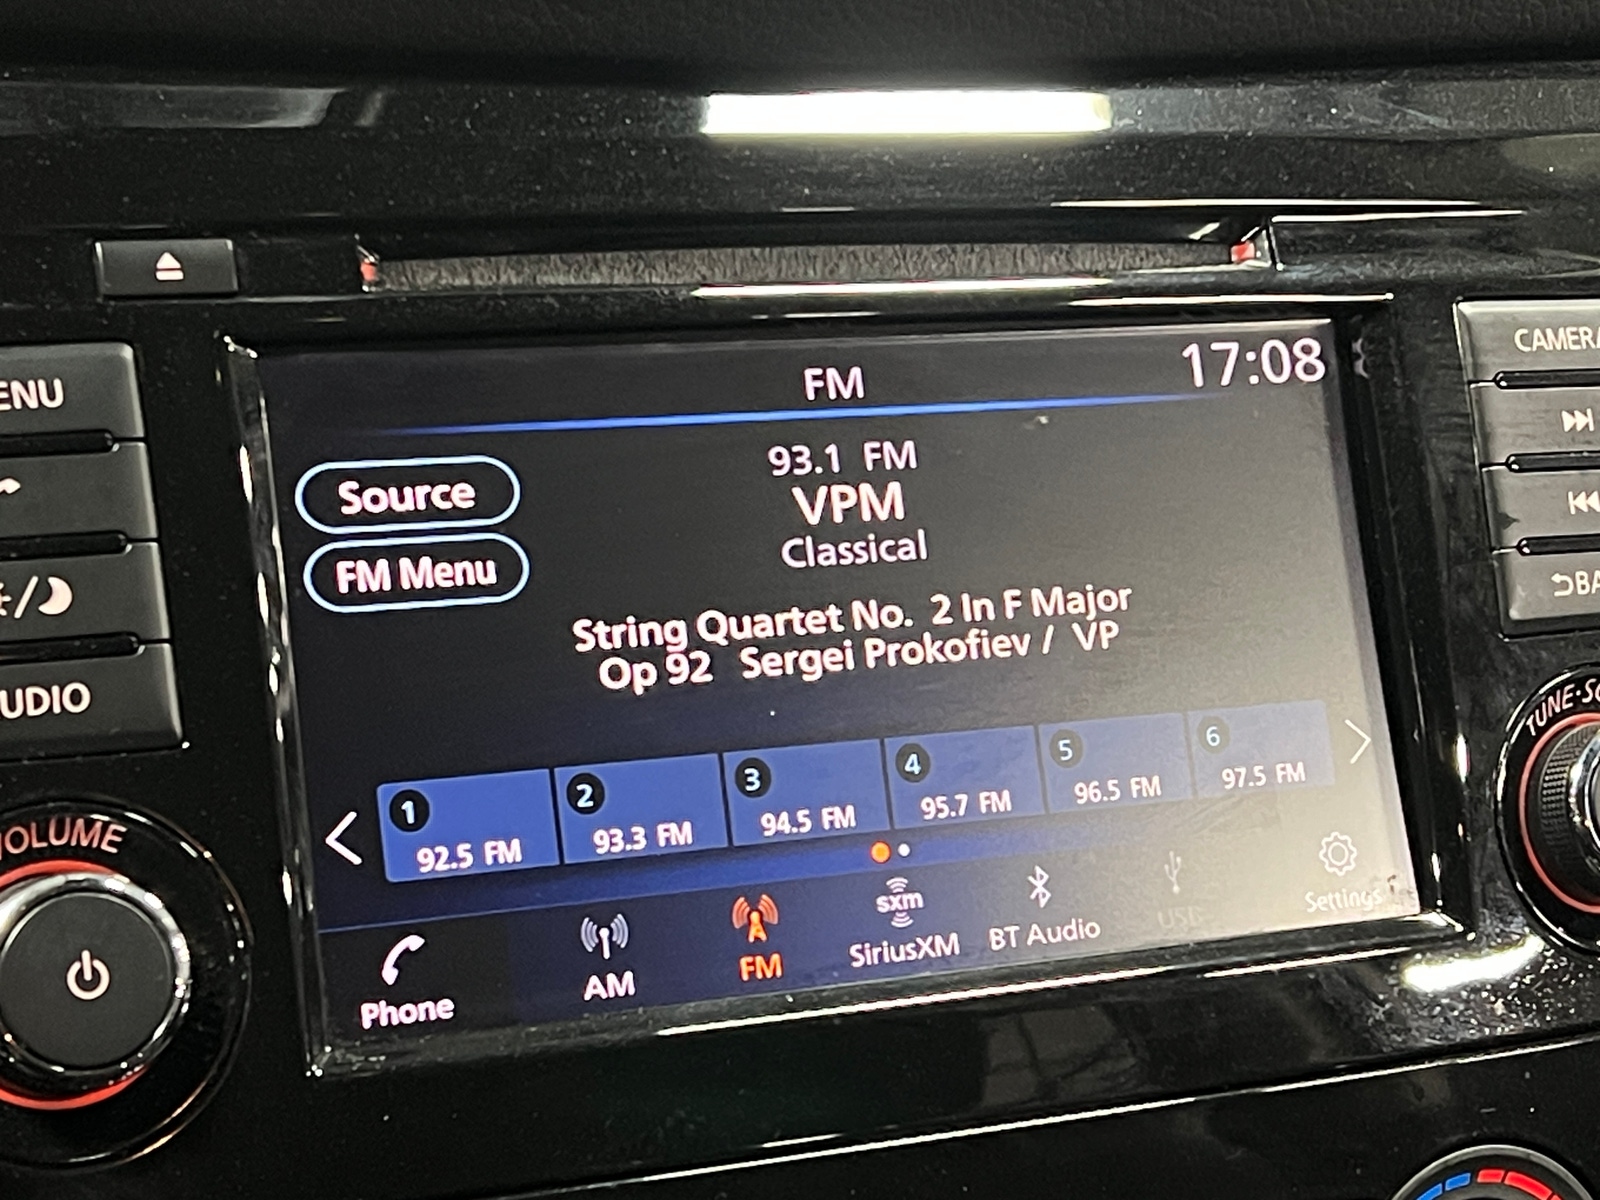 FM
17:08
93.1 FM
Source
VPM
Classical
FM Menu
String Quartet No. 2 In F Major
Op 92 Sergei Prokofiev / VP
1
92.5 FM
2
93.3 FM
3
94.5 FM
4
95.7 FM
5
96.5 FM
6
97.5 FM
Phone
AM
FM
sxm
SiriusXM
BT Audio
USB
Settings
ENU
UDIO
VOLUME
CAMERA
BA
TUNE·SC